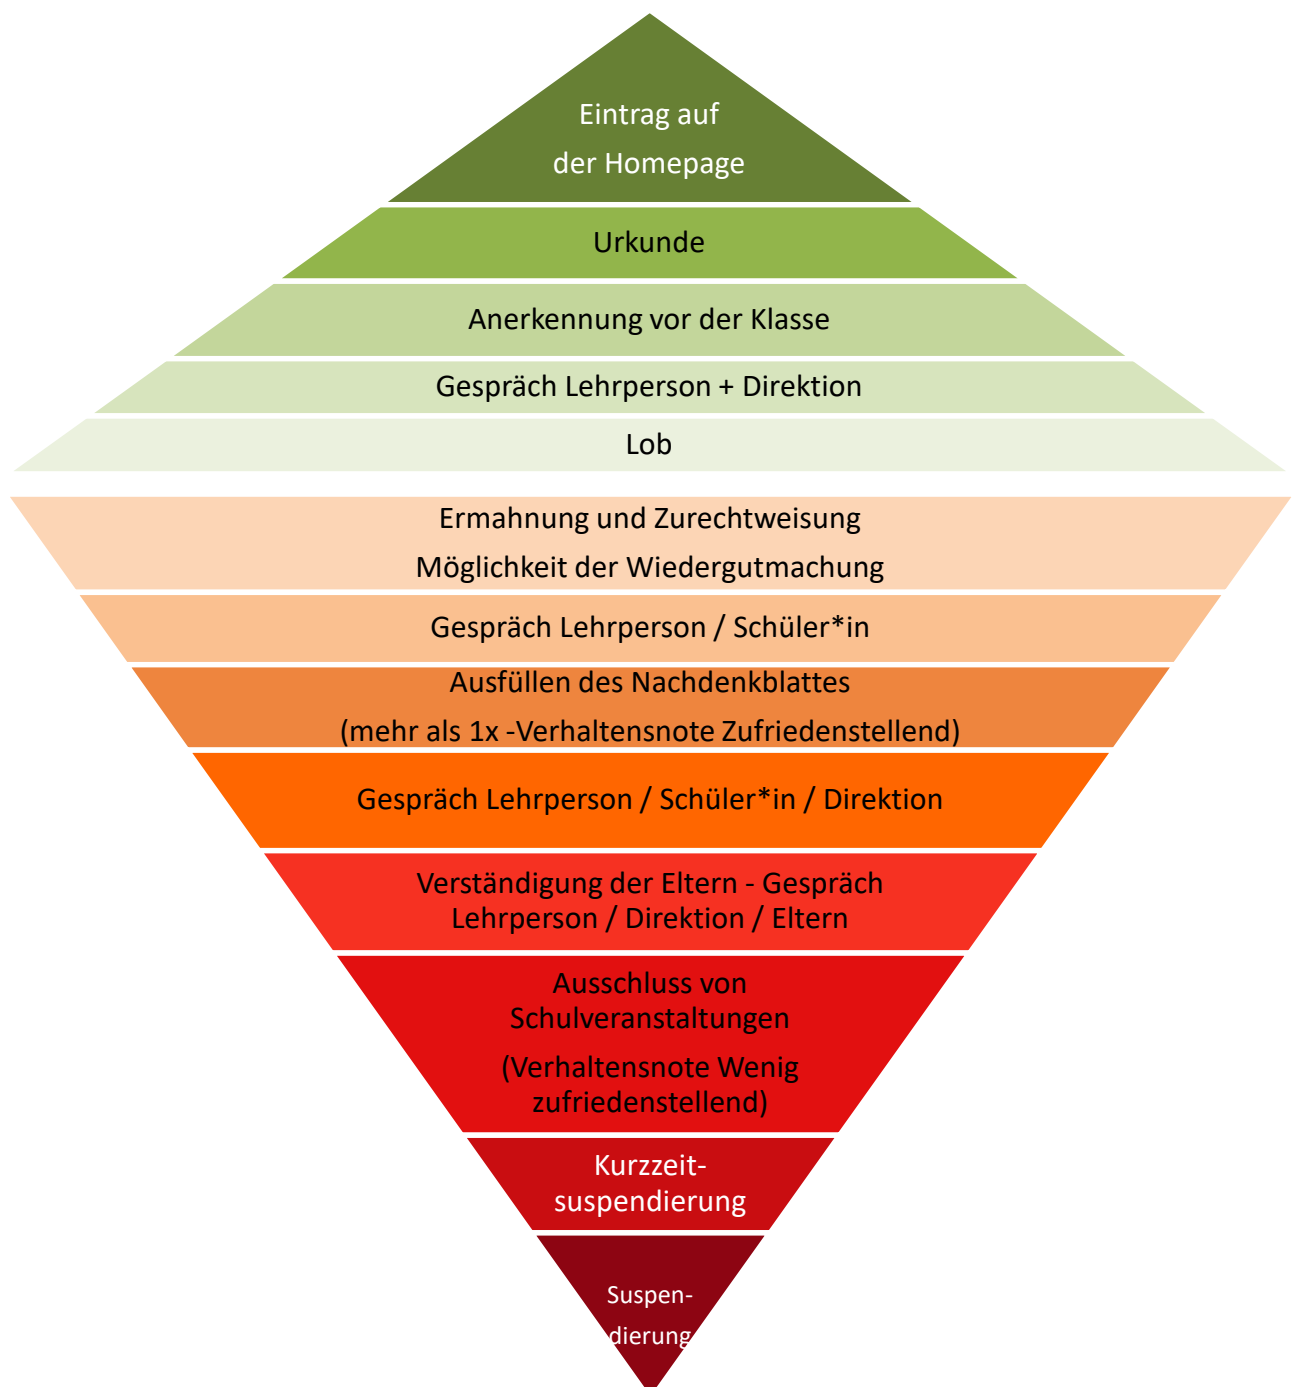 Eintrag auf
der Homepage
Urkunde
Anerkennung vor der Klasse
Gespräch Lehrperson + Direktion
Lob
Ermahnung und Zurechtweisung
Möglichkeit der Wiedergutmachung
Gespräch Lehrperson / Schüler*in
Ausfüllen des Nachdenkblattes
(mehr als 1x -Verhaltensnote Zufriedenstellend)
Gespräch Lehrperson / Schüler*in / Direktion
Verständigung der Eltern - Gespräch
Lehrperson / Direktion / Eltern
Ausschluss von
Schulveranstaltungen
(Verhaltensnote Wenig
zufriedenstellend)
Kurzzeit-
suspendierung
Suspen-
dierung